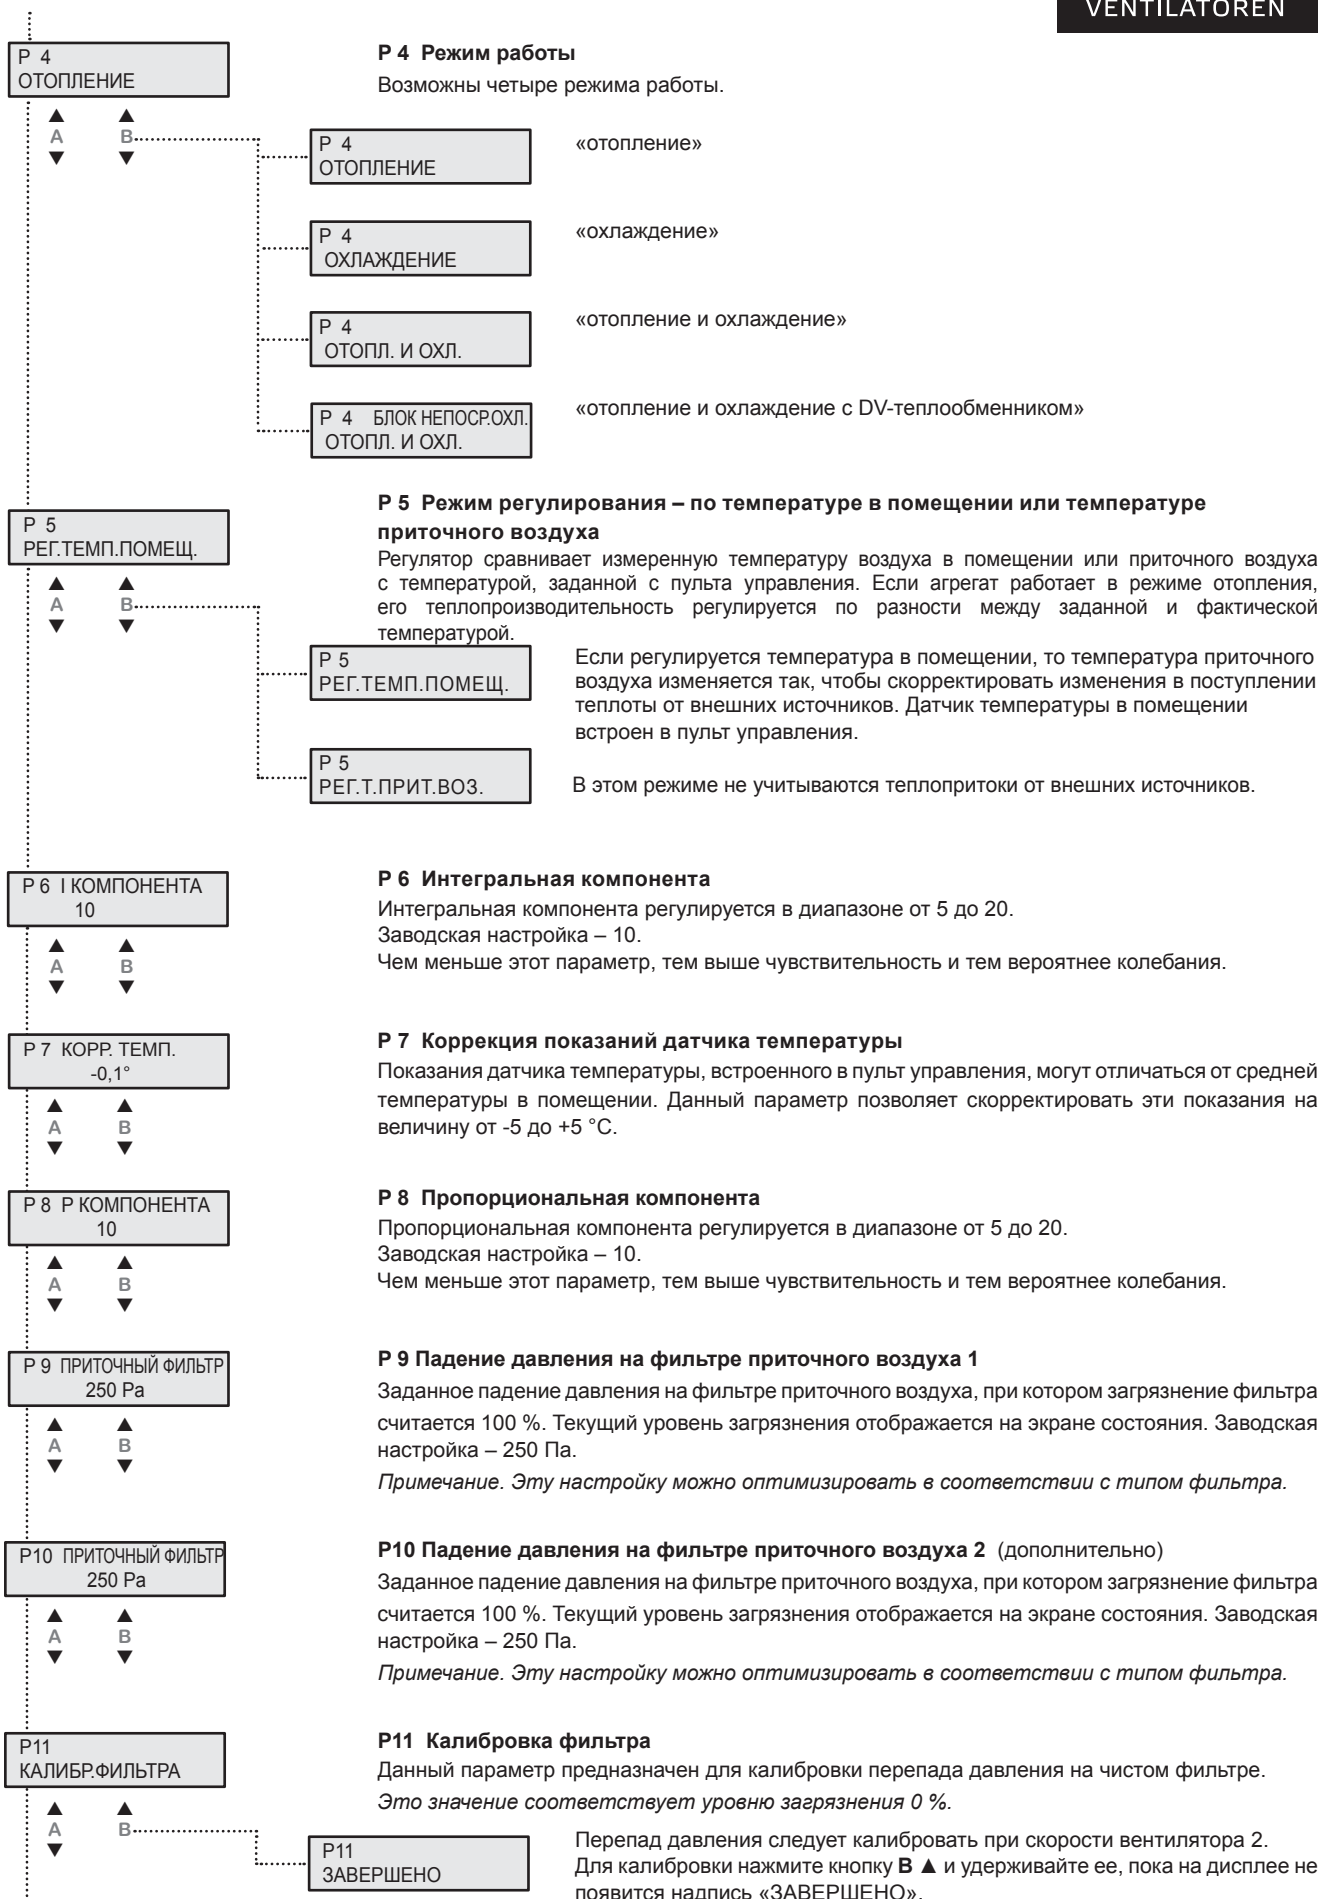 VENTILATOREN
P 4
ОТОПЛЕНИЕ
▲ ▲
A B
▼ ▼
P 4 Режим работы
Возможны четыре режима работы.
P 4
ОТОПЛЕНИЕ
«отопление»
P 4
ОХЛАЖДЕНИЕ
«охлаждение»
P 4
ОТОПЛ. И ОХЛ.
«отопление и охлаждение»
P 4 БЛОК НЕПОСР.ОХЛ.
ОТОПЛ. И ОХЛ.
«отопление и охлаждение с DV-теплообменником»
P 5
РЕГ.ТЕМП.ПОМЕЩ.
▲ ▲
A B
▼ ▼
P 5 Режим регулирования – по температуре в помещении или температуре
приточного воздуха
Регулятор сравнивает измеренную температуру воздуха в помещении или приточного воздуха
с температурой, заданной с пульта управления. Если агрегат работает в режиме отопления,
его теплопроизводительность регулируется по разности между заданной и фактической
температурой.
P 5
РЕГ.ТЕМП.ПОМЕЩ.
Если регулируется температура в помещении, то температура приточного
воздуха изменяется так, чтобы скорректировать изменения в поступлении
теплоты от внешних источников. Датчик температуры в помещении
встроен в пульт управления.
P 5
РЕГ.Т.ПРИТ.ВОЗ.
В этом режиме не учитываются теплопритоки от внешних источников.
P 6 I КОМПОНЕНТА
10
▲ ▲
A B
▼ ▼
P 6 Интегральная компонента
Интегральная компонента регулируется в диапазоне от 5 до 20.
Заводская настройка – 10.
Чем меньше этот параметр, тем выше чувствительность и тем вероятнее колебания.
P 7 КОРР. ТЕМП.
-0,1°
▲ ▲
A B
▼ ▼
P 7 Коррекция показаний датчика температуры
Показания датчика температуры, встроенного в пульт управления, могут отличаться от средней
температуры в помещении. Данный параметр позволяет скорректировать эти показания на
величину от -5 до +5 °C.
P 8 P КОМПОНЕНТА
10
▲ ▲
A B
▼ ▼
P 8 Пропорциональная компонента
Пропорциональная компонента регулируется в диапазоне от 5 до 20.
Заводская настройка – 10.
Чем меньше этот параметр, тем выше чувствительность и тем вероятнее колебания.
P 9 ПРИТОЧНЫЙ ФИЛЬТР
250 Pa
▲ ▲
A B
▼ ▼
P 9 Падение давления на фильтре приточного воздуха 1
Заданное падение давления на фильтре приточного воздуха, при котором загрязнение фильтра
считается 100 %. Текущий уровень загрязнения отображается на экране состояния. Заводская
настройка – 250 Па.
Примечание. Эту настройку можно оптимизировать в соответствии с типом фильтра.
P10 ПРИТОЧНЫЙ ФИЛЬТР
250 Pa
▲ ▲
A B
▼ ▼
P10 Падение давления на фильтре приточного воздуха 2 (дополнительно)
Заданное падение давления на фильтре приточного воздуха, при котором загрязнение фильтра
считается 100 %. Текущий уровень загрязнения отображается на экране состояния. Заводская
настройка – 250 Па.
Примечание. Эту настройку можно оптимизировать в соответствии с типом фильтра.
P11
КАЛИБР.ФИЛЬТРА
▲ ▲
A B
▼
P11 Калибровка фильтра
Данный параметр предназначен для калибровки перепада давления на чистом фильтре.
Это значение соответствует уровню загрязнения 0 %.
P11
ЗАВЕРШЕНО
Перепад давления следует калибровать при скорости вентилятора 2.
Для калибровки нажмите кнопку B ▲ и удерживайте ее, пока на дисплее не
появится надпись «ЗАВЕРШЕНО».